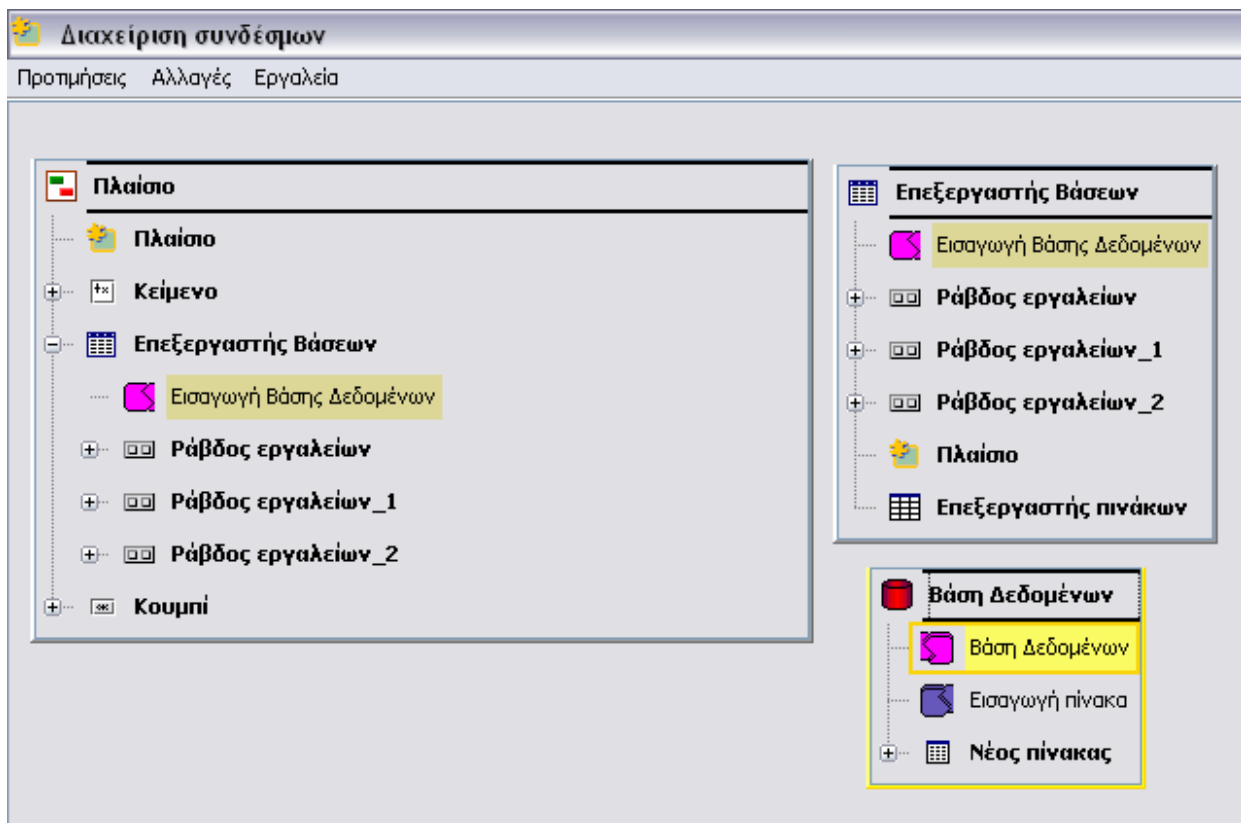 Διαχείριση συνδέσμων
Προτιμήσεις Αλλαγές Εργαλεία
Πλαίσιο
Πλαίσιο
Κείμενο
Επεξεργαστής Βάσεων
Εισαγωγή Βάσης Δεδομένων
Ράβδος εργαλείων
Ράβδος εργαλείων_1
Ράβδος εργαλείων_2
Κουμπί
Επεξεργαστής Βάσεων
Εισαγωγή Βάσης Δεδομένων
Ράβδος εργαλείων
Ράβδος εργαλείων_1
Ράβδος εργαλείων_2
Πλαίσιο
Επεξεργαστής πινάκων
Βάση Δεδομένων
Βάση Δεδομένων
Εισαγωγή πίνακα
Νέος πίνακας